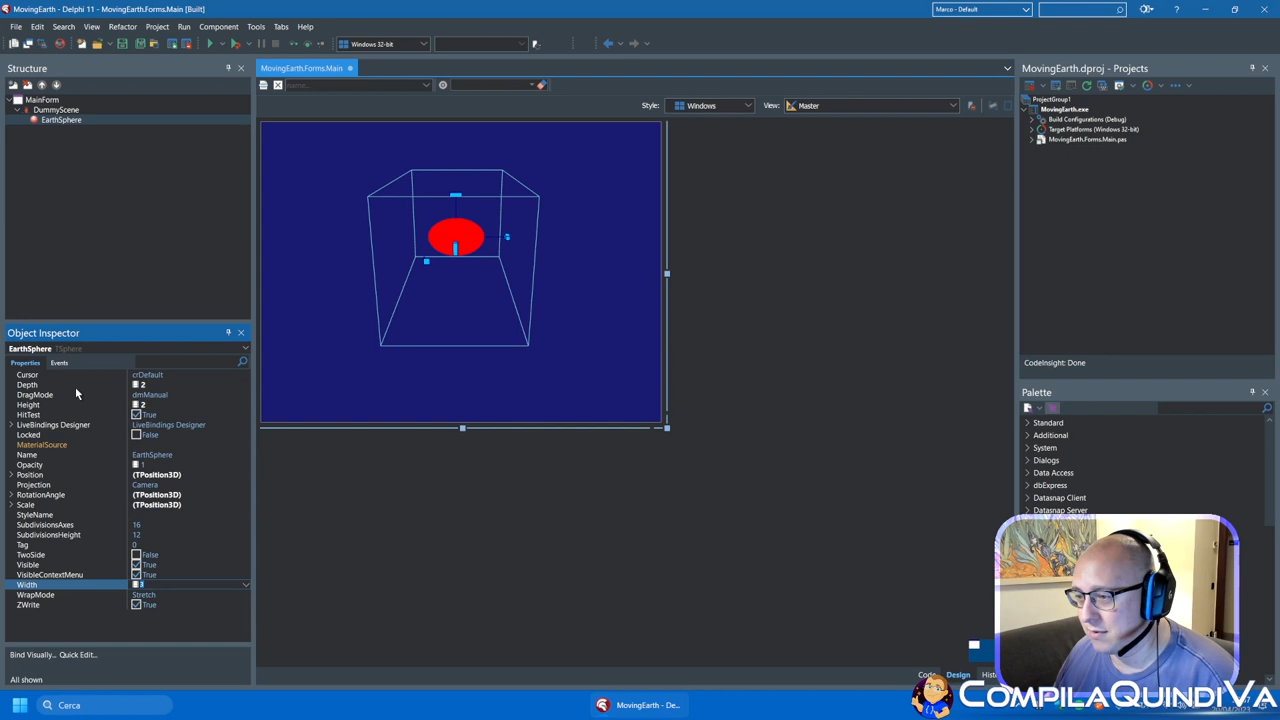 MovingEarth - Delphi 11 - MovingEarth.Forms.Main [Built]
Marco - Default
File Edit Search View Refactor Project Run Component Tools Tabs Help
Windows 32-bit
Structure
MainForm
DummyScene
EarthSphere
MovingEarth.Forms.Main
name...
Style: Windows View: Master
MovingEarth.dproj - Projects
ProjectGroup1
MovingEarth.exe
Build Configurations (Debug)
Target Platforms (Windows 32-bit)
MovingEarth.Forms.Main.pas
CodeInsight: Done
Object Inspector
EarthSphere TSphere
Properties Events
Cursor crDefault
Depth 2
DragMode dmManual
Height 2
HitTest True
LiveBindings Designer LiveBindings Designer
Locked False
MaterialSource
Name EarthSphere
Opacity 1
Position (TPosition3D)
Projection Camera
RotationAngle (TPosition3D)
Scale (TPosition3D)
StyleName
SubdivisionsAxes 16
SubdivisionsHeight 12
Tag 0
TwoSide False
Visible True
VisibleContextMenu True
Width
WrapMode Stretch
ZWrite True
Bind Visually... Quick Edit...
All shown
Palette
Standard
Additional
System
Dialogs
Data Access
dbExpress
Datasnap Client
Datasnap Server
Code Design
Cerca
MovingEarth - De...
COMPILAQUINDIVA